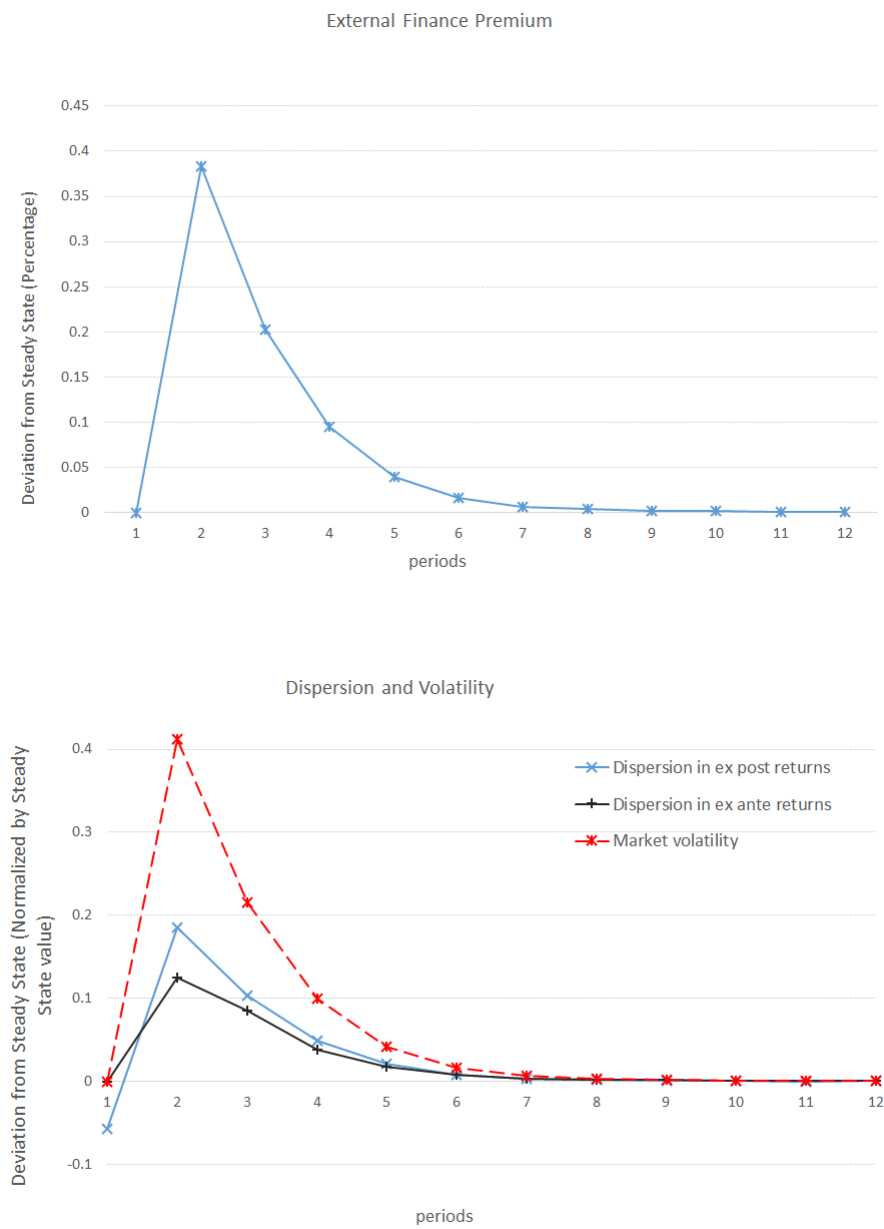 External Finance Premium
Deviation from Steady State (Percentage)
0.45
0.4
0.35
0.3
0.25
0.2
0.15
0.1
0.05
0
1 2 3 4 5 6 7 8 9 10 11 12
periods
Dispersion and Volatility
Deviation from Steady State (Normalized by Steady
State value)
0.4
0.3
0.2
0.1
0
-0.1
Dispersion in ex post returns
Dispersion in ex ante returns
Market volatility
1 2 3 4 5 6 7 8 9 10 11 12
periods